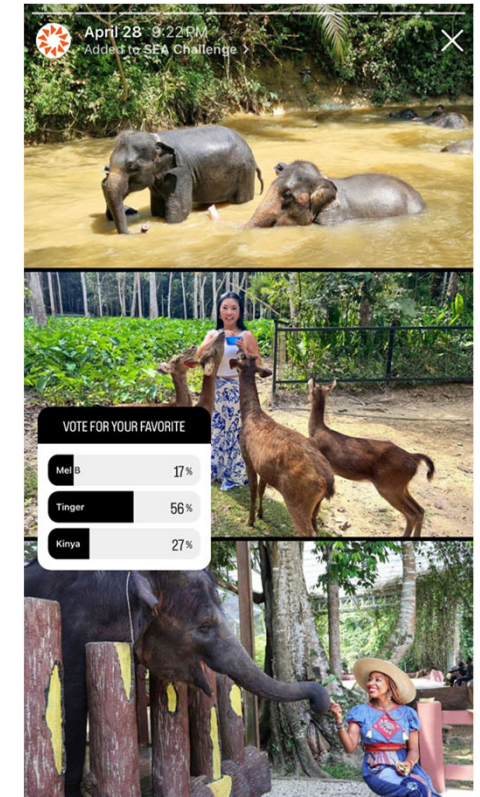 April 28 9:22 PM
Added to SEA Challenge >
VOTE FOR YOUR FAVORITE
Mel B 17%
Tinger 56%
Kinya 27%